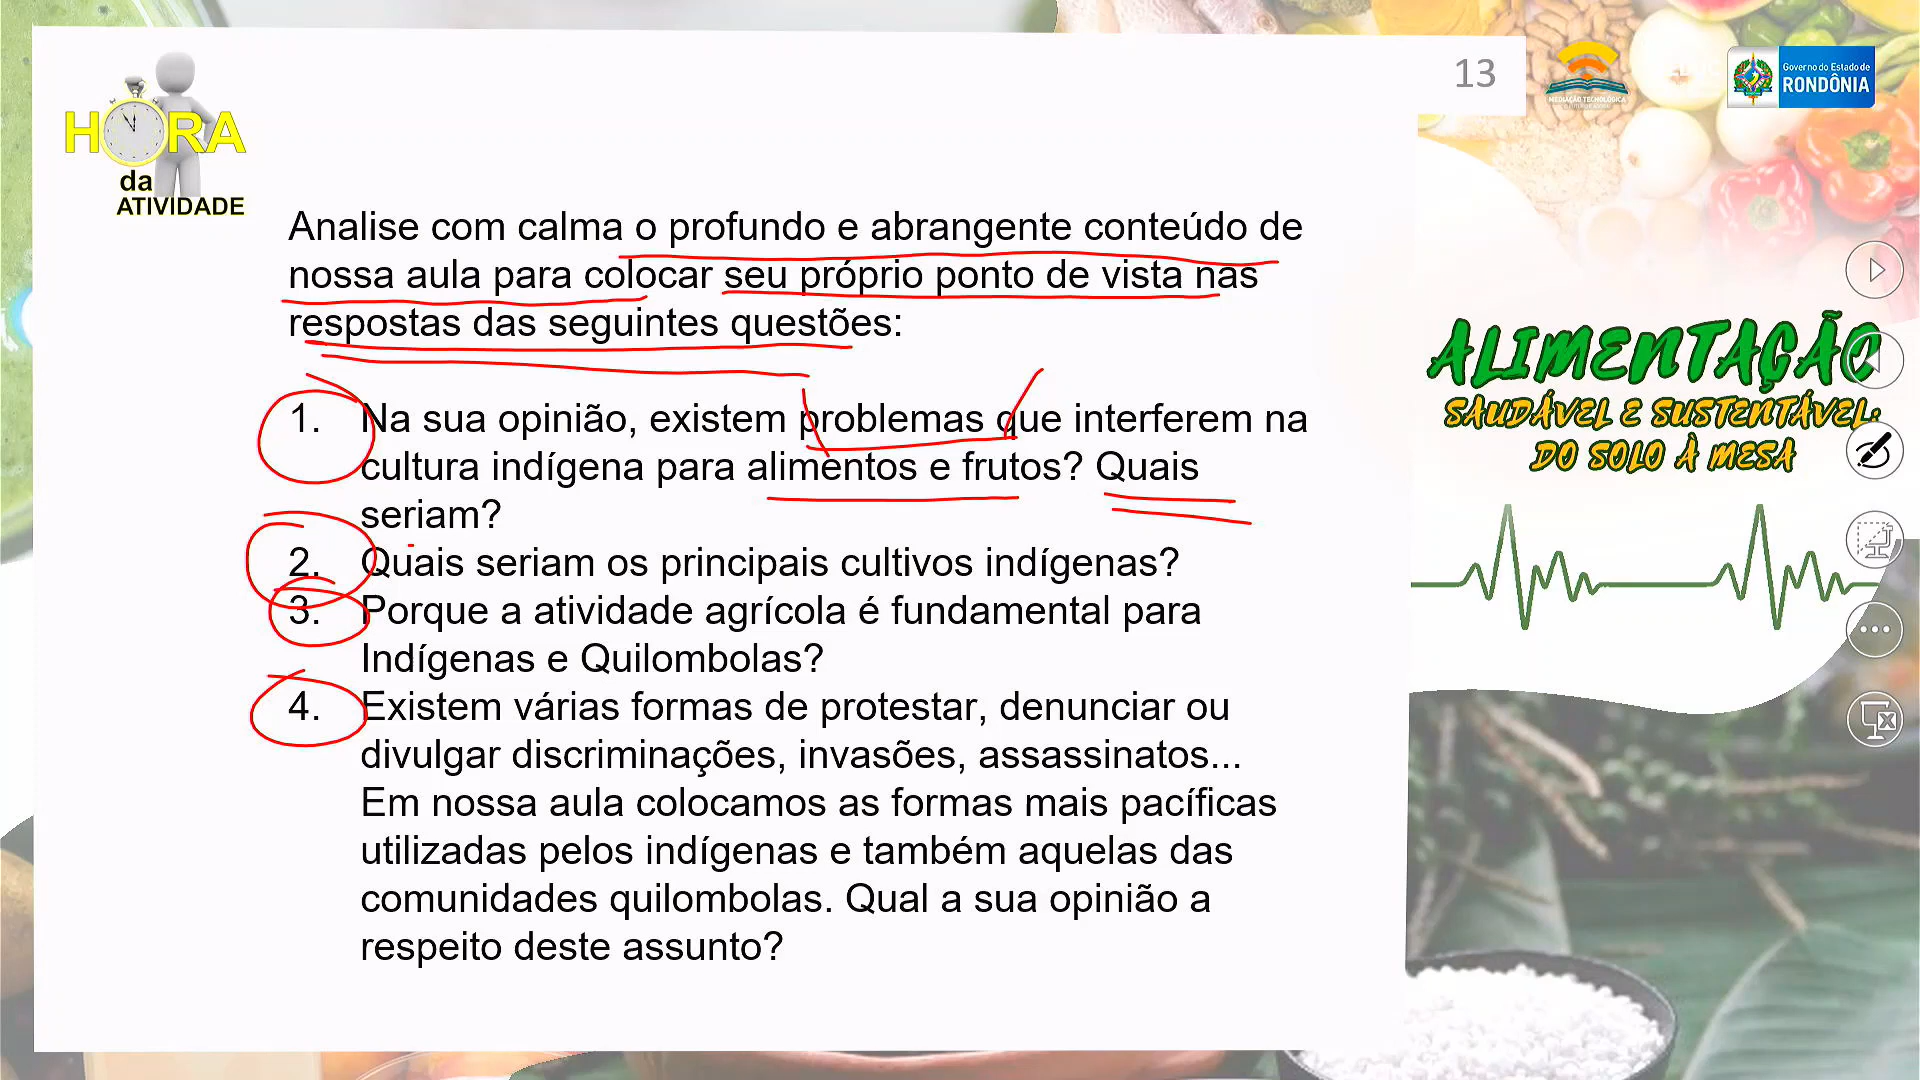 13
HORA
da
ATIVIDADE
MEDIAÇÃO TECNOLÓGICA
Governo do Estado de
RONDÔNIA
Analise com calma o profundo e abrangente conteúdo de
nossa aula para colocar seu próprio ponto de vista nas
respostas das seguintes questões:
1. Na sua opinião, existem problemas que interferem na
cultura indígena para alimentos e frutos? Quais
seriam?
2. Quais seriam os principais cultivos indígenas?
3. Porque a atividade agrícola é fundamental para
Indígenas e Quilombolas?
4. Existem várias formas de protestar, denunciar ou
divulgar discriminações, invasões, assassinatos...
Em nossa aula colocamos as formas mais pacíficas
utilizadas pelos indígenas e também aquelas das
comunidades quilombolas. Qual a sua opinião a
respeito deste assunto?
ALIMENTAÇÃO
SAUDÁVEL E SUSTENTÁVEL:
DO SOLO À MESA